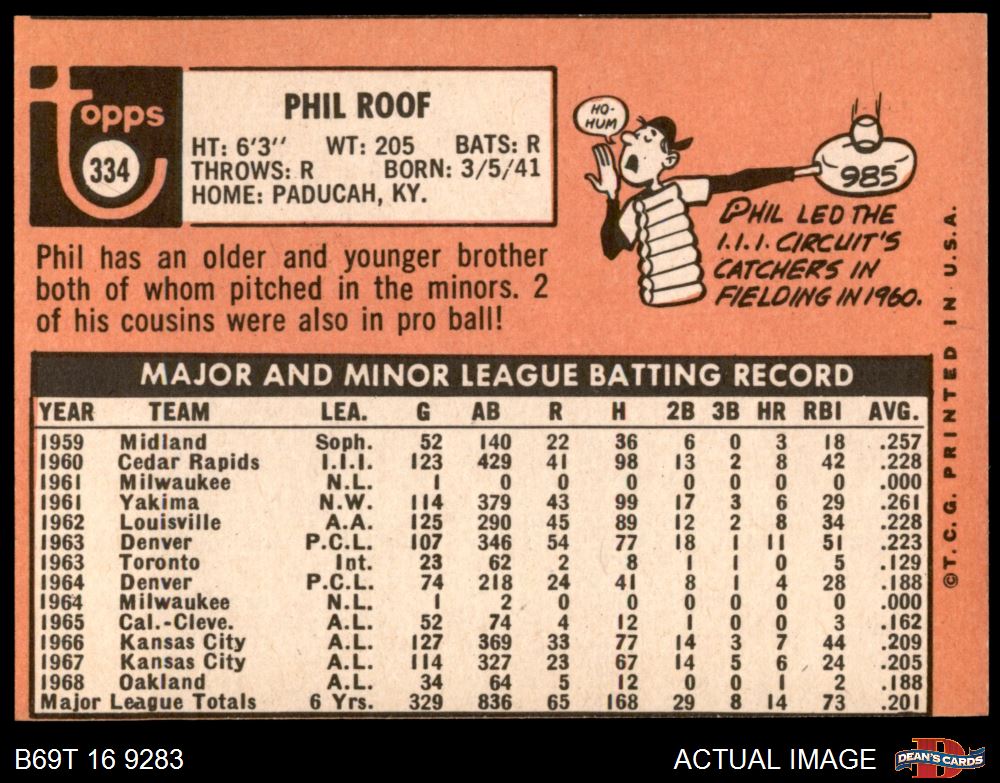 topps
334
PHIL ROOF
HT: 6'3" WT: 205 BATS: R
THROWS: R BORN: 3/5/41
HOME: PADUCAH, KY.
HO-
HUM
985
PHIL LED THE
I.I.I. CIRCUIT'S
CATCHERS IN
FIELDING IN 1960.
Phil has an older and younger brother
both of whom pitched in the minors. 2
of his cousins were also in pro ball!
MAJOR AND MINOR LEAGUE BATTING RECORD
YEAR TEAM LEA. G AB R H 2B 3B HR RBI AVG.
1959 Midland Soph. 52 140 22 36 6 0 3 18 .257
1960 Cedar Rapids I.I.I. 123 429 41 98 13 2 8 42 .228
1961 Milwaukee N.L. 1 0 0 0 0 0 0 0 .000
1961 Yakima N.W. 114 379 43 99 17 3 6 29 .261
1962 Louisville A.A. 125 290 45 89 12 2 8 34 .228
1963 Denver P.C.L. 107 346 54 77 18 1 11 51 .223
1963 Toronto Int. 23 62 2 8 1 1 0 5 .129
1964 Denver P.C.L. 74 218 24 41 8 1 4 28 .188
1964 Milwaukee N.L. 1 2 0 0 0 0 0 0 .000
1965 Cal.-Cleve. A.L. 52 74 4 12 1 0 0 3 .162
1966 Kansas City A.L. 127 369 33 77 14 3 7 44 .209
1967 Kansas City A.L. 114 327 23 67 14 5 6 24 .205
1968 Oakland A.L. 34 64 5 12 0 0 1 2 .188
Major League Totals 6 Yrs. 329 836 65 168 29 8 14 73 .201
©T.C.G. PRINTED IN U.S.A.
B69T 16 9283
ACTUAL IMAGE
D
DEAN'S CARDS